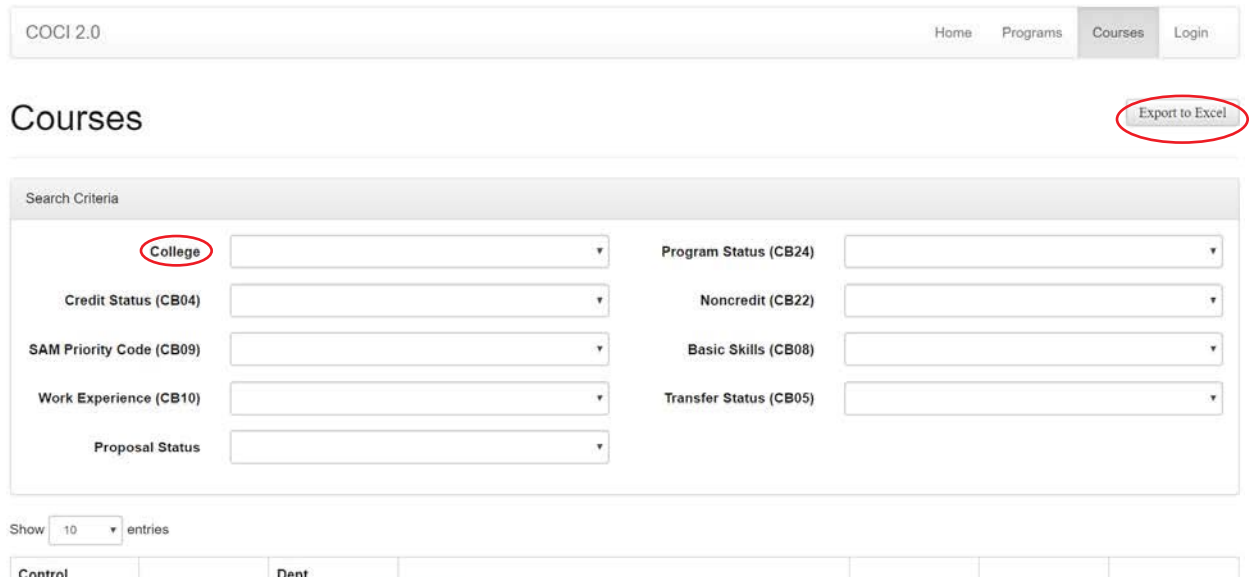 COCI 2.0 Home Programs Courses Login
Courses Export to Excel
Search Criteria
College Program Status (CB24)
Credit Status (CB04) Noncredit (CB22)
SAM Priority Code (CB09) Basic Skills (CB08)
Work Experience (CB10) Transfer Status (CB05)
Proposal Status
Show 10 entries
Control Dept